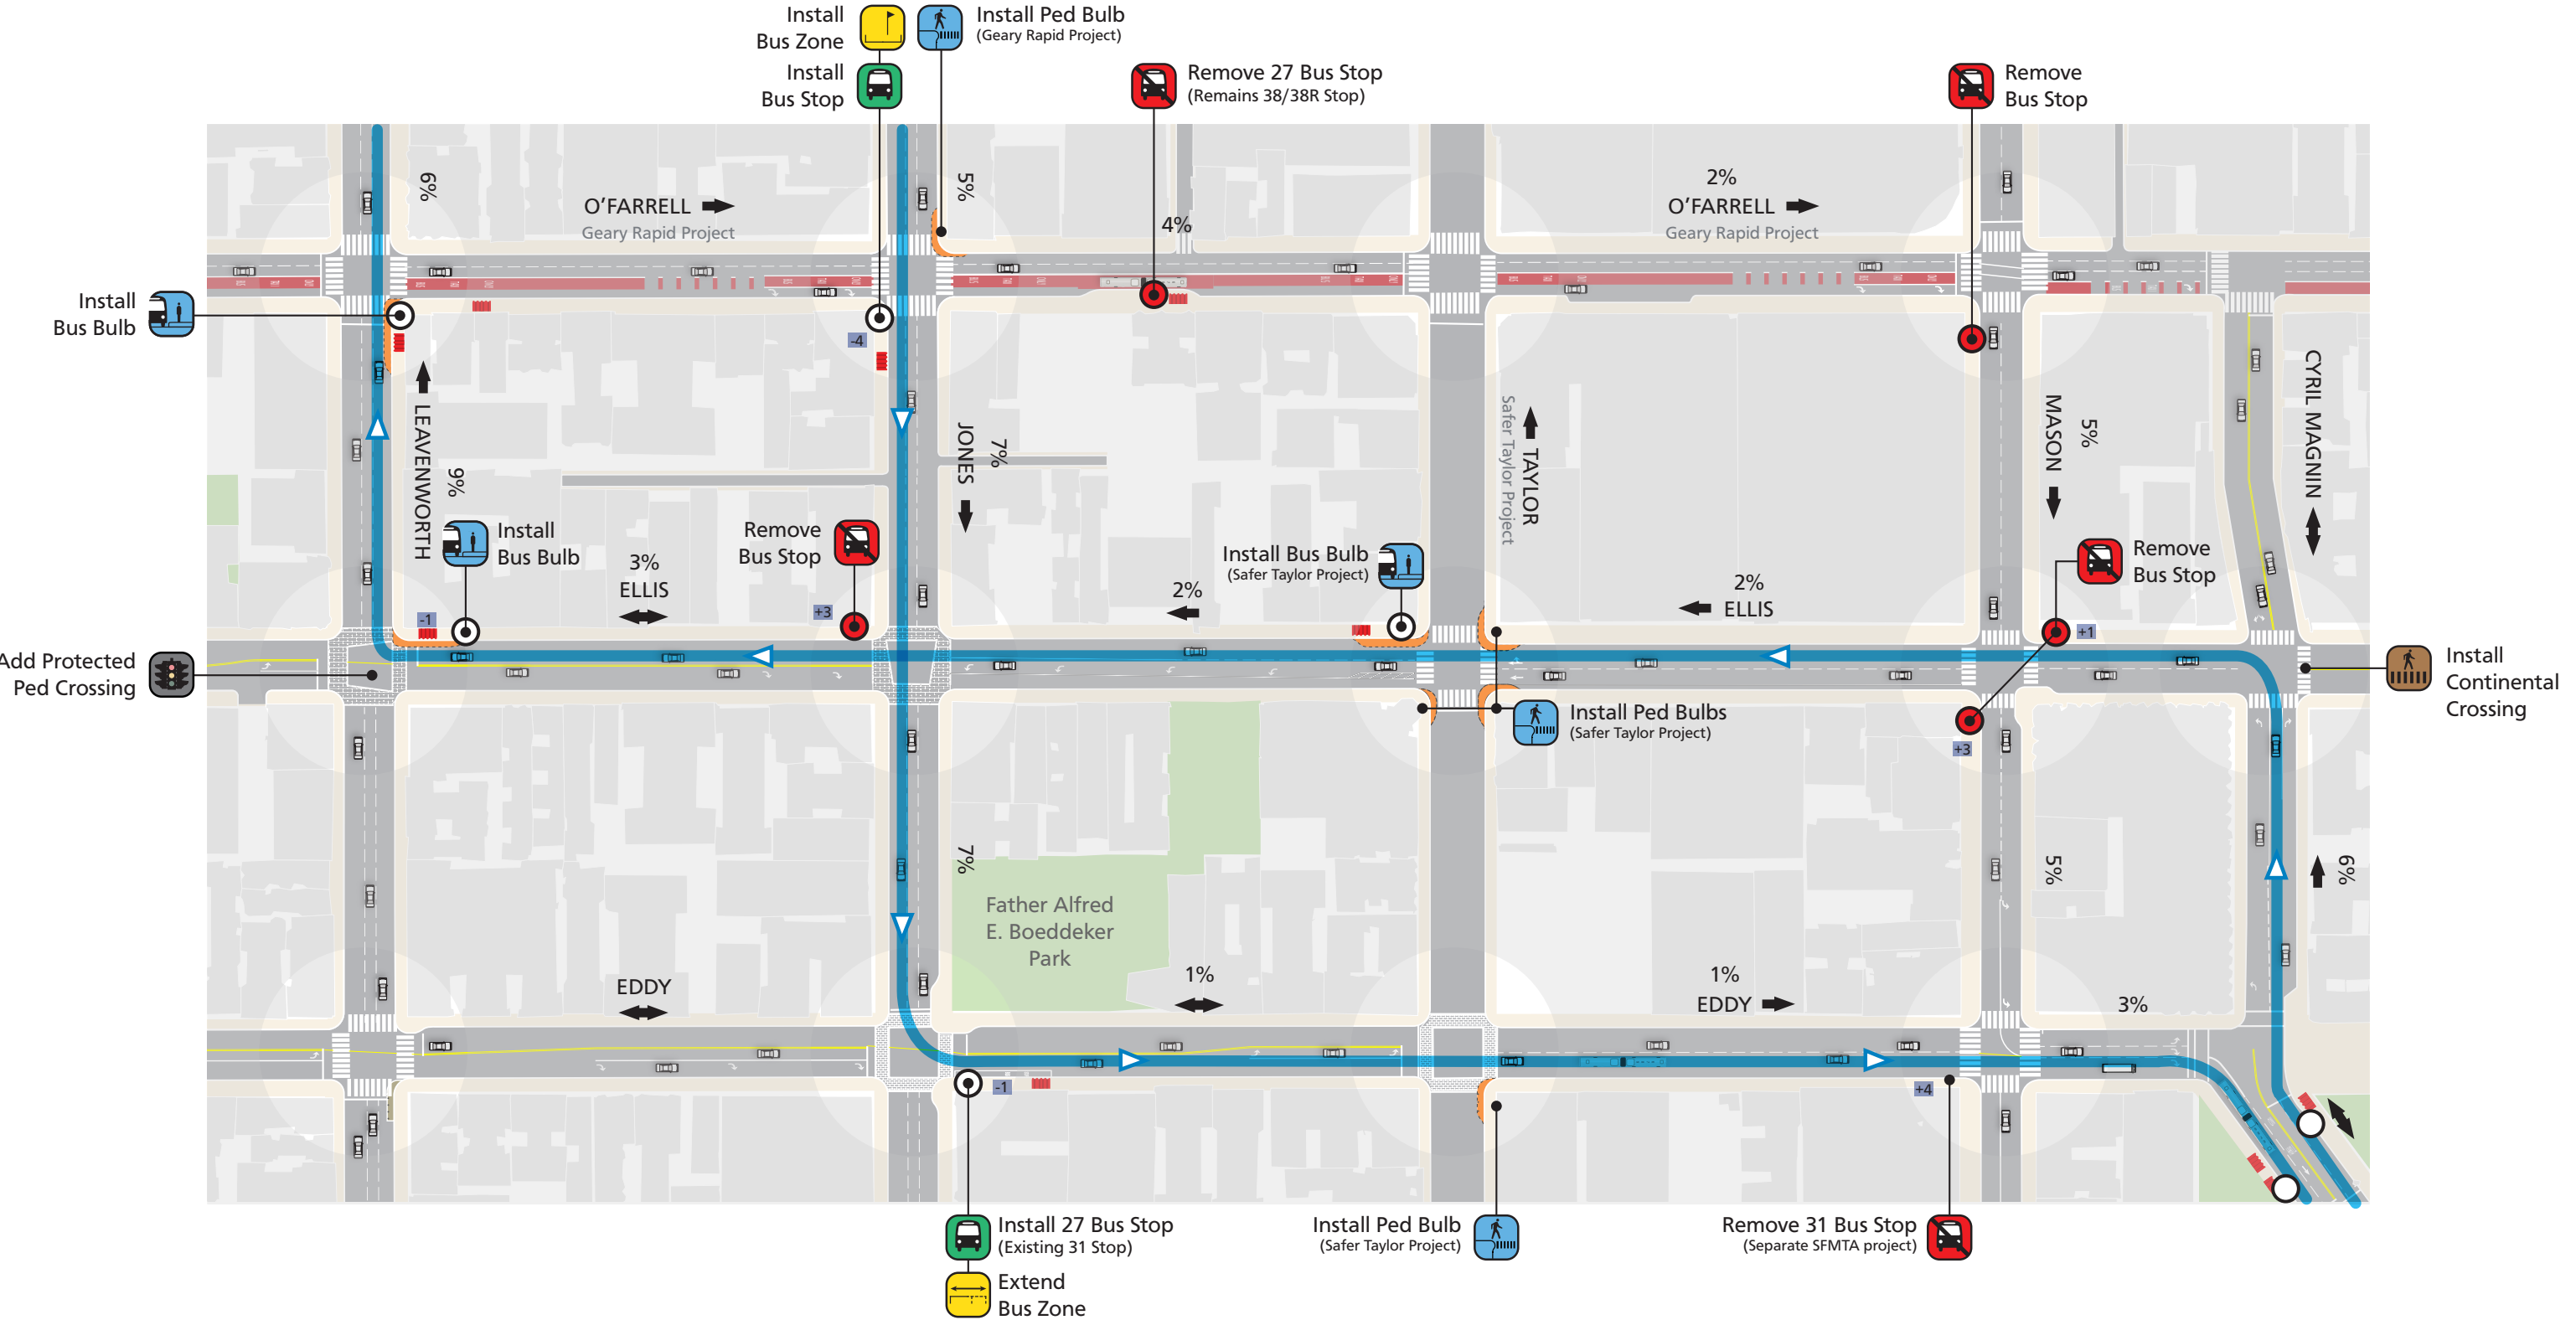 Install
Bus Zone
Install Ped Bulb
(Geary Rapid Project)
Install
Bus Stop
Remove 27 Bus Stop
(Remains 38/38R Stop)
Remove
Bus Stop
6%
5%
O'FARRELL
Geary Rapid Project
4%
2%
O'FARRELL
Geary Rapid Project
Install
Bus Bulb
-4
LEAVENWORTH
9%
JONES
7%
TAYLOR
Safer Taylor Project
MASON
5%
CYRIL MAGNIN
Install
Bus Bulb
Remove
Bus Stop
3%
ELLIS
-1
+3
2%
Install Bus Bulb
(Safer Taylor Project)
2%
ELLIS
Remove
Bus Stop
+1
Add Protected
Ped Crossing
Install
Continental
Crossing
Install Ped Bulbs
(Safer Taylor Project)
+3
7%
5%
6%
Father Alfred
E. Boeddeker
Park
EDDY
1%
1%
EDDY
3%
-1
+4
Install 27 Bus Stop
(Existing 31 Stop)
Install Ped Bulb
(Safer Taylor Project)
Remove 31 Bus Stop
(Separate SFMTA project)
Extend
Bus Zone